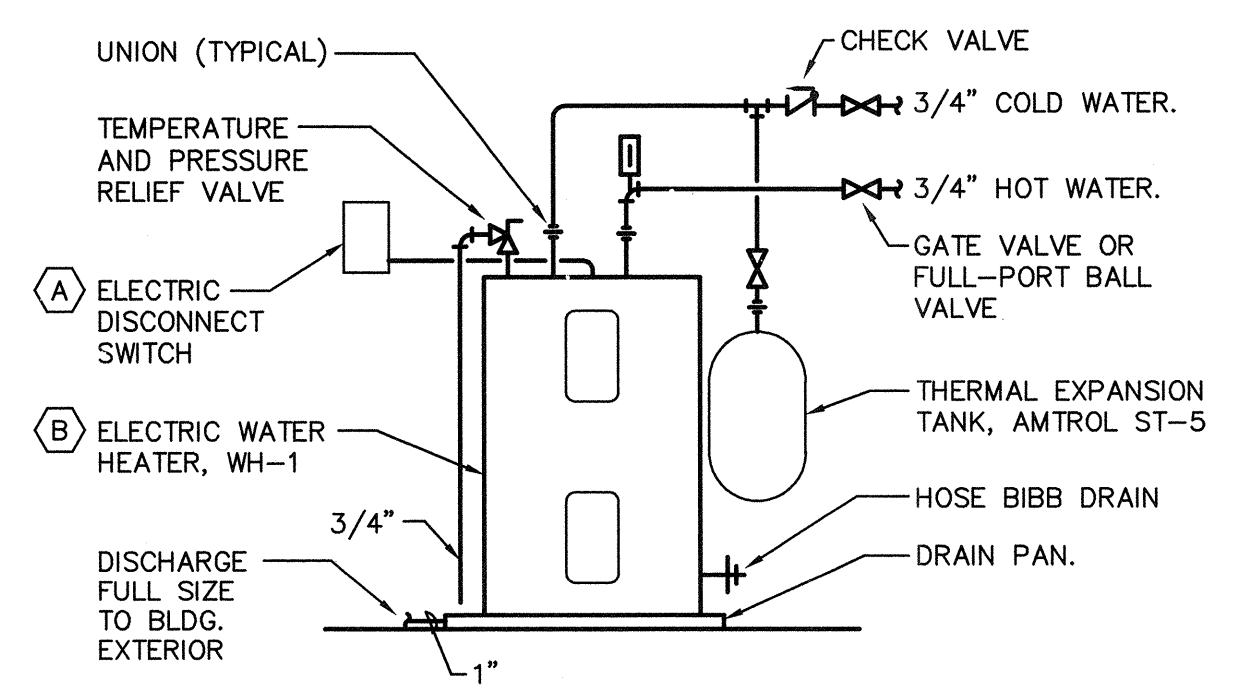 UNION (TYPICAL)
CHECK VALVE
3/4" COLD WATER.
TEMPERATURE
AND PRESSURE
RELIEF VALVE
3/4" HOT WATER.
GATE VALVE OR
FULL-PORT BALL
VALVE
A
ELECTRIC
DISCONNECT
SWITCH
THERMAL EXPANSION
TANK, AMTROL ST-5
B
ELECTRIC WATER
HEATER, WH-1
HOSE BIBB DRAIN
3/4"
DRAIN PAN.
DISCHARGE
FULL SIZE
TO BLDG.
EXTERIOR
1"